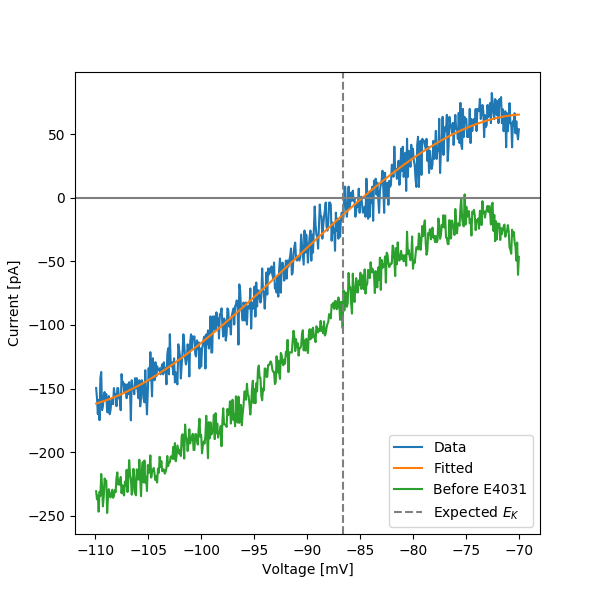 Current [pA]
50
0
−50
−100
−150
−200
−250
−110
−105
−100
−95
−90
−85
−80
−75
−70
Voltage [mV]
Data
Fitted
Before E4031
Expected E_K